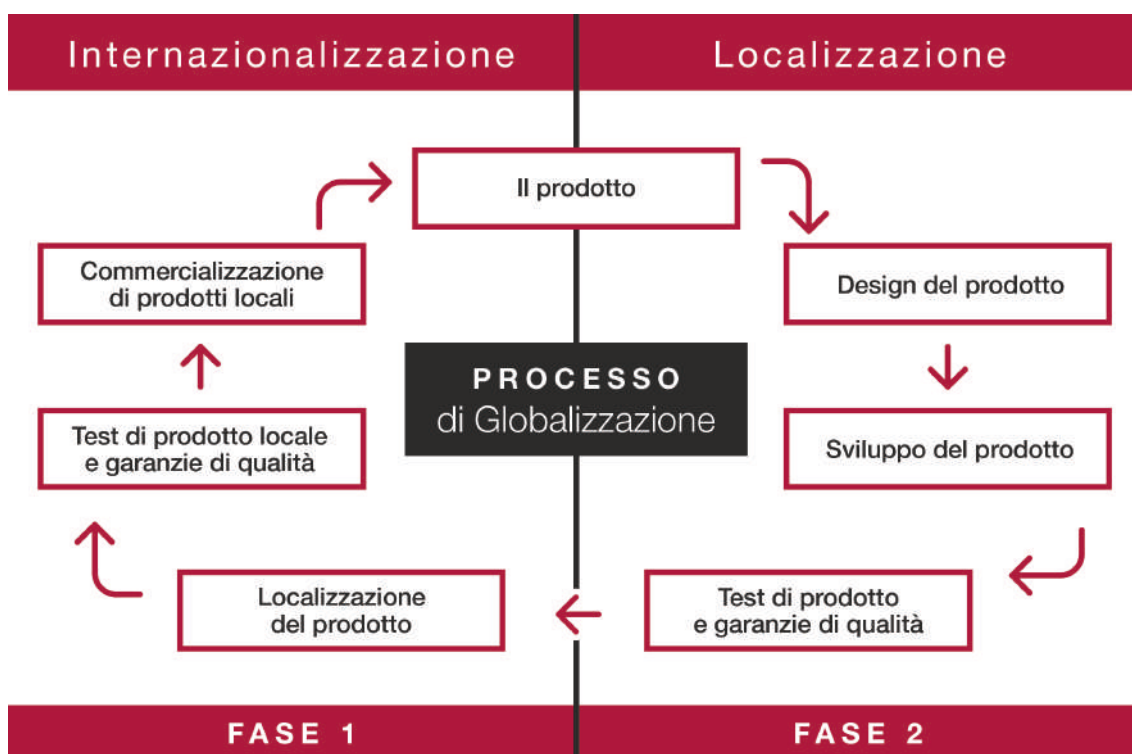 Internazionalizzazione
Localizzazione
Il prodotto
Commercializzazione
di prodotti locali
Design del prodotto
PROCESSO
di Globalizzazione
Test di prodotto locale
e garanzie di qualità
Sviluppo del prodotto
Localizzazione
del prodotto
Test di prodotto
e garanzie di qualità
FASE 1
FASE 2